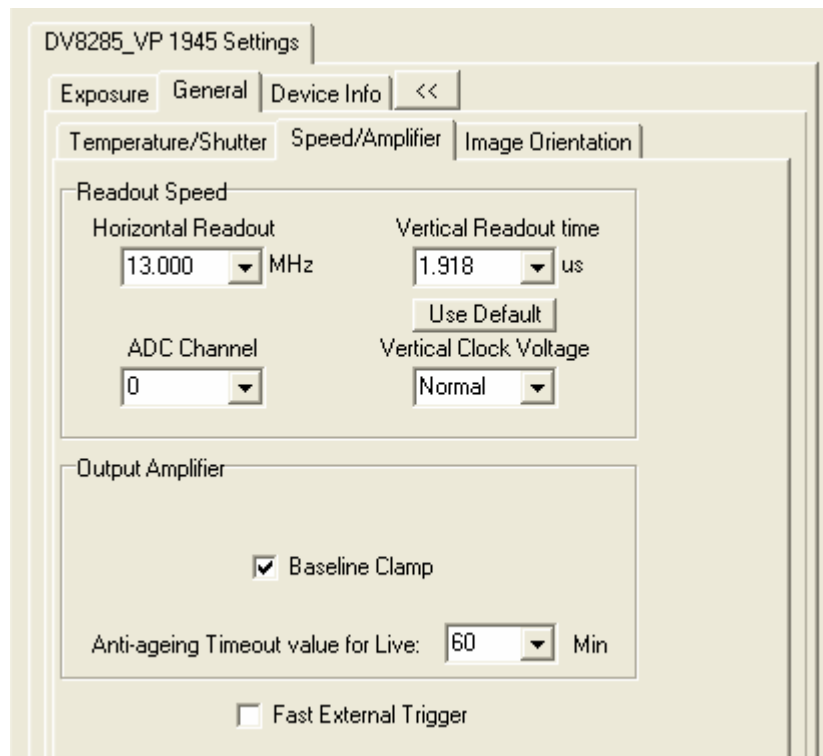 DV8285_VP 1945 Settings
Exposure General Device Info <<
Temperature/Shutter Speed/Amplifier Image Orientation
Readout Speed
Horizontal Readout Vertical Readout time
13.000 MHz 1.918 us
Use Default
ADC Channel Vertical Clock Voltage
0 Normal
Output Amplifier
Baseline Clamp
Anti-ageing Timeout value for Live: 60 Min
Fast External Trigger